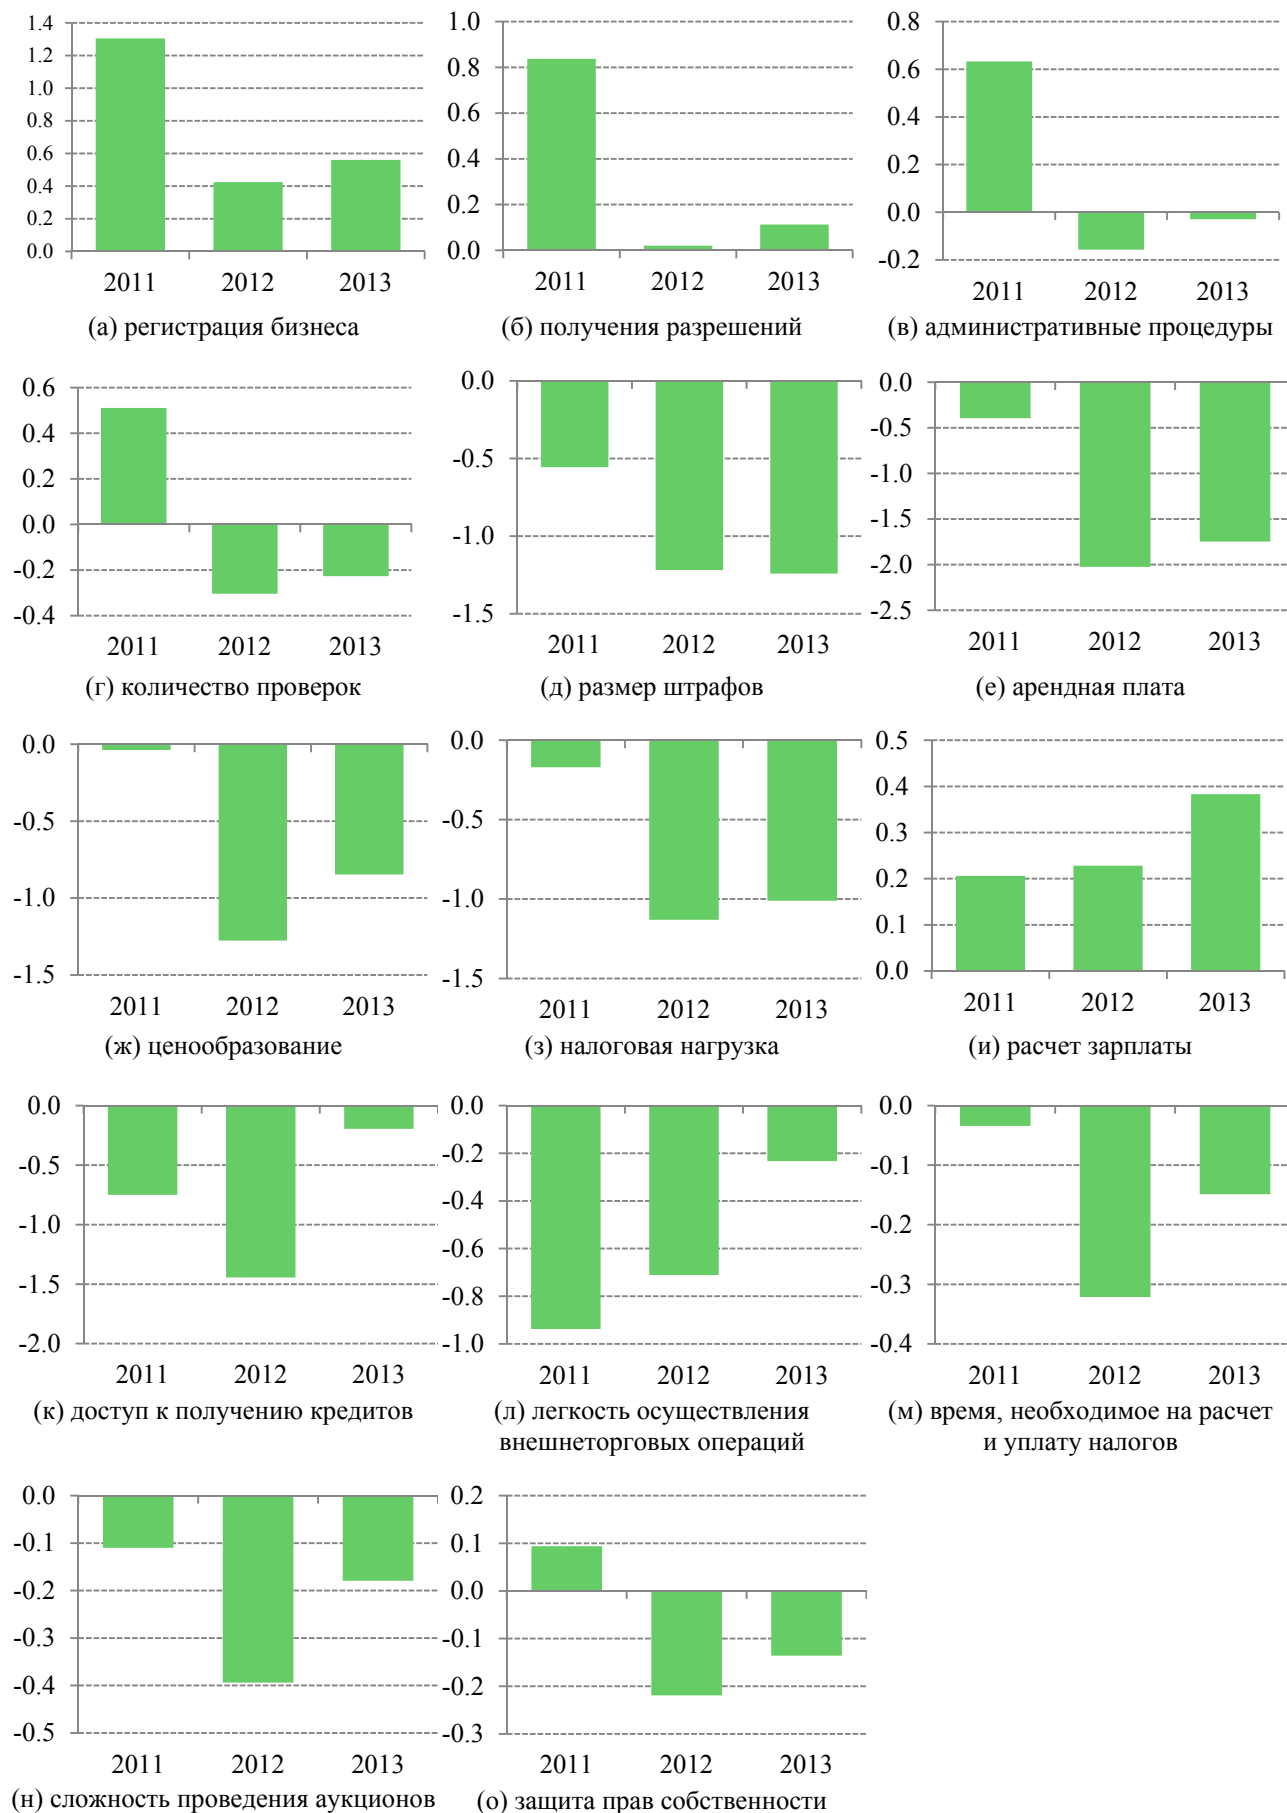 1.4
1.2
1.0
0.8
0.6
0.4
0.2
0.0
2011 2012 2013
(а) регистрация бизнеса
1.0
0.8
0.6
0.4
0.2
0.0
2011 2012 2013
(б) получения разрешений
0.8
0.6
0.4
0.2
0.0
-0.2
2011 2012 2013
(в) административные процедуры
0.6
0.4
0.2
0.0
-0.2
-0.4
2011 2012 2013
(г) количество проверок
0.0
-0.5
-1.0
-1.5
2011 2012 2013
(д) размер штрафов
0.0
-0.5
-1.0
-1.5
-2.0
-2.5
2011 2012 2013
(е) арендная плата
0.0
-0.5
-1.0
-1.5
2011 2012 2013
(ж) ценообразование
0.0
-0.5
-1.0
-1.5
2011 2012 2013
(з) налоговая нагрузка
0.5
0.4
0.3
0.2
0.1
0.0
2011 2012 2013
(и) расчет зарплаты
0.0
-0.5
-1.0
-1.5
-2.0
2011 2012 2013
(к) доступ к получению кредитов
0.0
-0.2
-0.4
-0.6
-0.8
-1.0
2011 2012 2013
(л) легкость осуществления
внешнеторговых операций
0.0
-0.1
-0.2
-0.3
-0.4
2011 2012 2013
(м) время, необходимое на расчет
и уплату налогов
0.0
-0.1
-0.2
-0.3
-0.4
-0.5
2011 2012 2013
(н) сложность проведения аукционов
0.2
0.1
0.0
-0.1
-0.2
-0.3
2011 2012 2013
(о) защита прав собственности